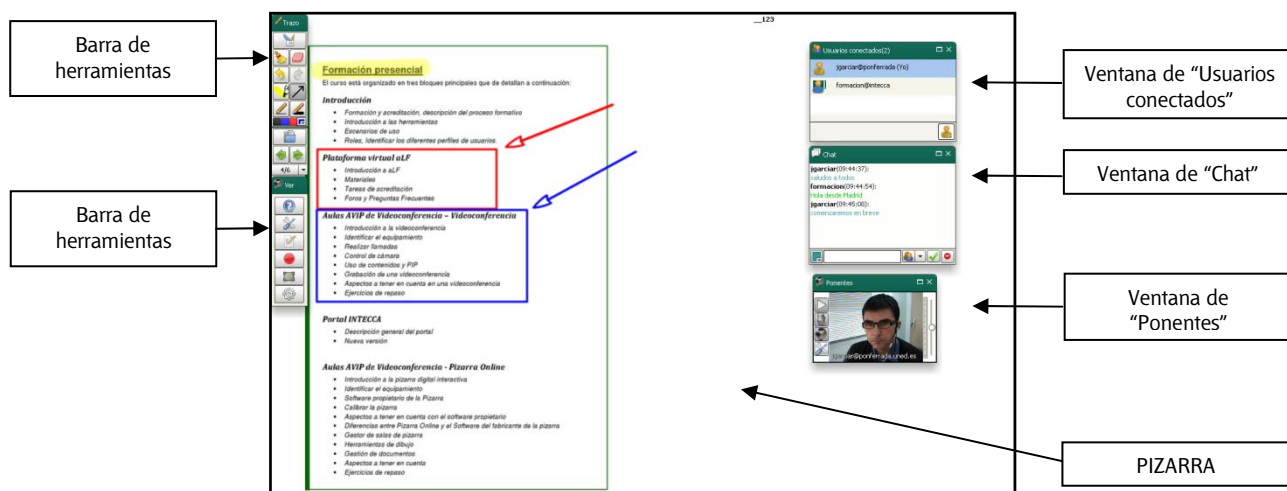 Barra de
herramientas
Barra de
herramientas
Trazo
4/6
Ver
__123
Formación presencial
El curso está organizado en tres bloques principales que de detallan a continuación:
Introducción
• Formación y acreditación, descripción del proceso formativo
• Introducción a las herramientas
• Escenarios de uso
• Roles, Identificar los diferentes perfiles de usuarios.
Plataforma virtual aLF
• Introducción a aLF
• Materiales
• Tareas de acreditación
• Foros y Preguntas Frecuentes
Aulas AVIP de Videoconferencia – Videoconferencia
• Introducción a la videoconferencia
• Identificar el equipamiento
• Realizar llamadas
• Control de cámara
• Uso de contenidos y PIP
• Grabación de una videoconferencia
• Aspectos a tener en cuenta en una videoconferencia
• Ejercicios de repaso
Portal INTECCA
• Descripción general del portal
• Nueva versión
Aulas AVIP de Videoconferencia - Pizarra Online
• Introducción a la pizarra digital interactiva
• Identificar el equipamiento
• Software propietario de la Pizarra
• Calibrar la pizarra
• Aspectos a tener en cuenta con el software propietario
• Diferencias entre Pizarra Online y el Software del fabricante de la pizarra
• Gestor de salas de pizarra
• Herramientas de dibujo
• Gestión de documentos
• Aspectos a tener en cuenta
• Ejercicios de repaso
Usuarios conectados(2)
jgarciar@ponferrada (Yo)
formacion@intecca
Chat
jgarciar(09:44:37):
saludos a todos
formacion(09:44:54):
Hola desde Madrid
jgarciar(09:45:08):
comenzaremos en breve
Ponentes
jgarciar@ponferrada.uned.es
Ventana de “Usuarios
conectados”
Ventana de “Chat”
Ventana de
“Ponentes”
PIZARRA